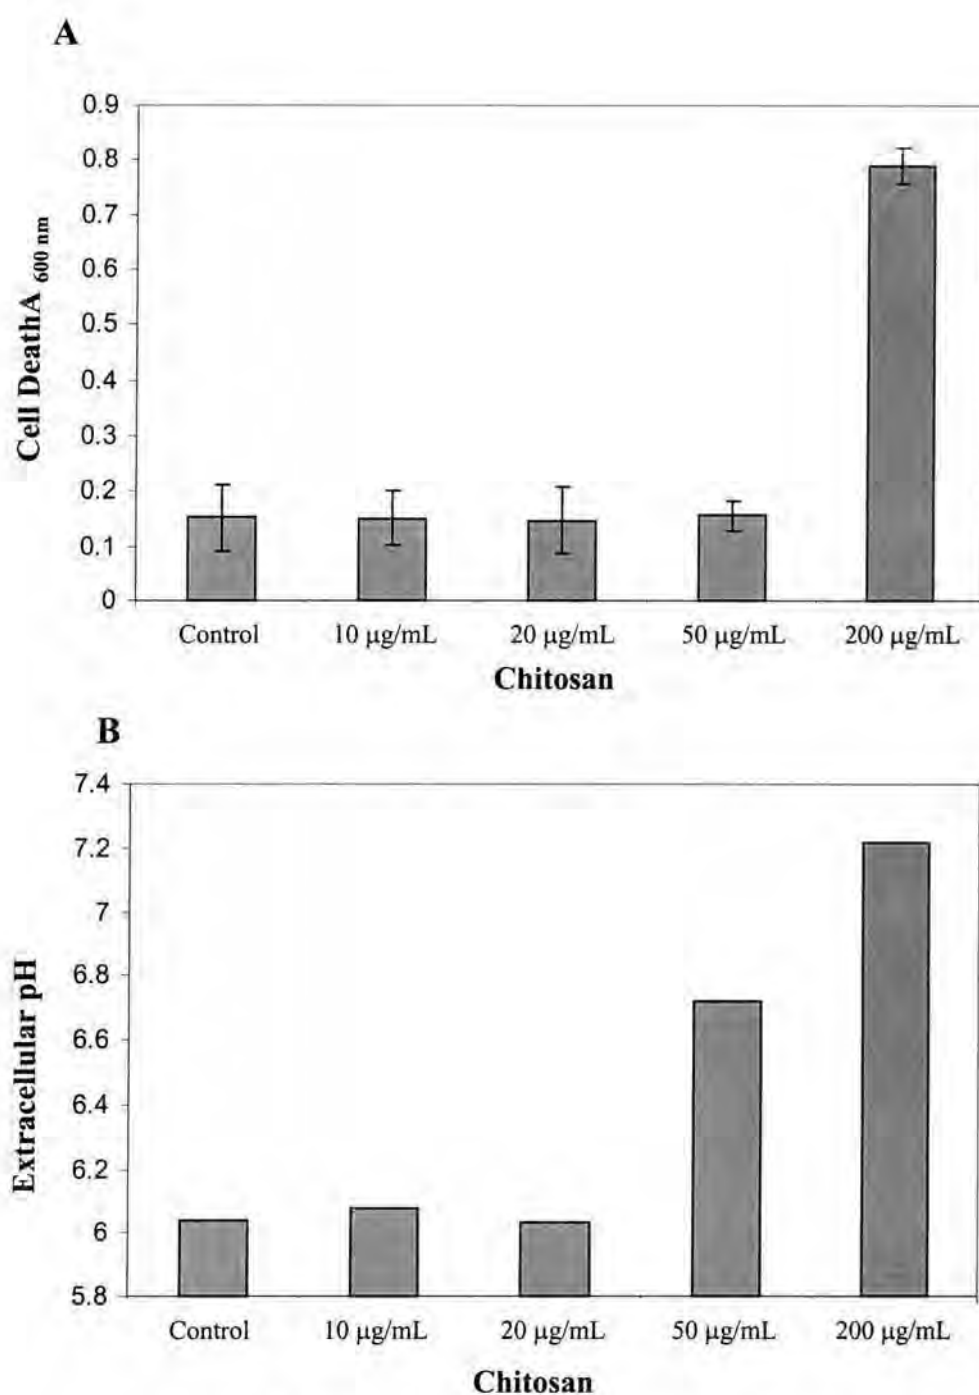 A
0.9
0.8
0.7
0.6
0.5
0.4
0.3
0.2
0.1
0
Cell DeathA 600 nm
Control 10 µg/mL 20 µg/mL 50 µg/mL 200 µg/mL
Chitosan
B
7.4
7.2
7
6.8
6.6
6.4
6.2
6
5.8
Extracellular pH
Control 10 µg/mL 20 µg/mL 50 µg/mL 200 µg/mL
Chitosan